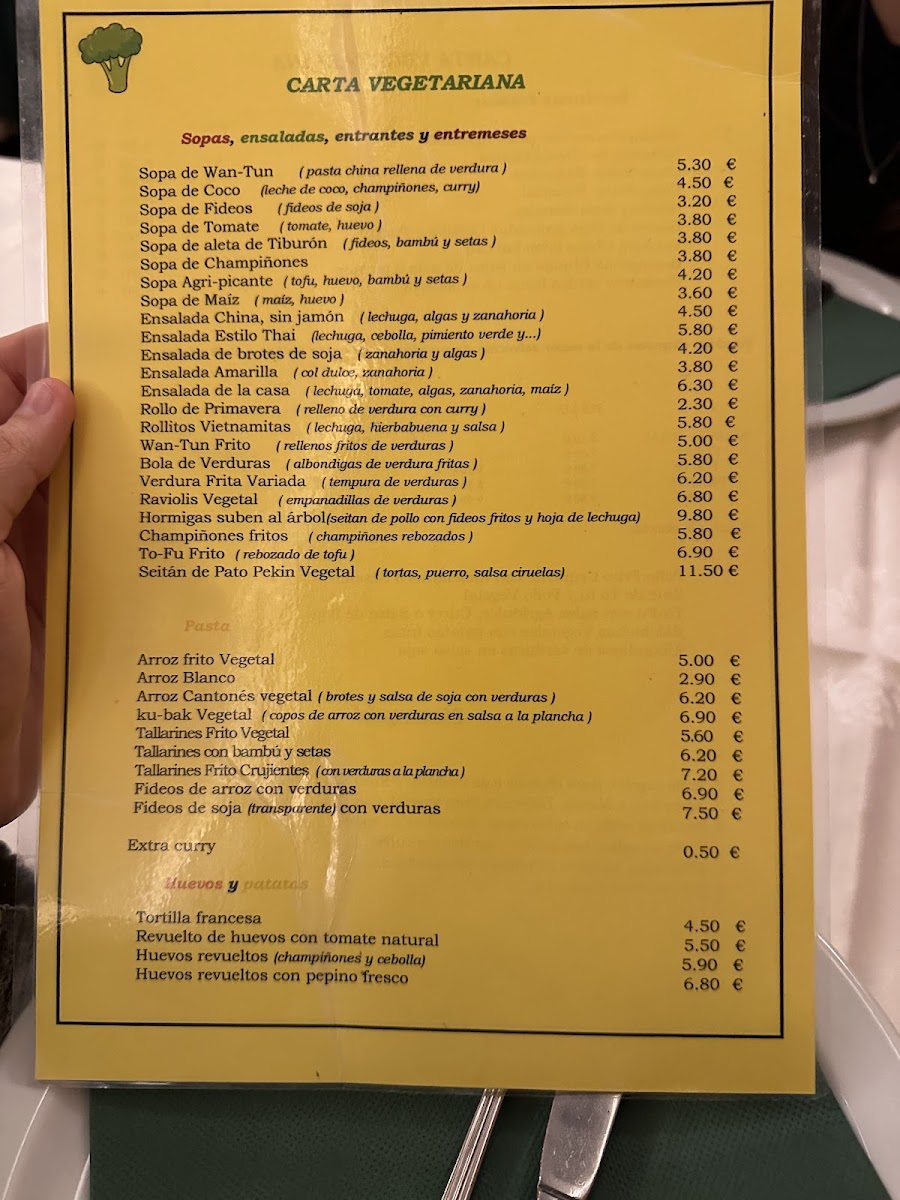 CARTA VEGETARIANA
Sopas, ensaladas, entrantes y entremeses
Sopa de Wan-Tun ( pasta china rellena de verdura ) 5.30 €
Sopa de Coco (leche de coco, champiñones, curry) 4.50 €
Sopa de Fideos ( fideos de soja ) 3.20 €
Sopa de Tomate ( tomate, huevo ) 3.80 €
Sopa de aleta de Tiburón ( fideos, bambú y setas ) 3.80 €
Sopa de Champiñones 3.80 €
Sopa Agri-picante ( tofu, huevo, bambú y setas ) 4.20 €
Sopa de Maíz ( maíz, huevo ) 3.60 €
Ensalada China, sin jamón ( lechuga, algas y zanahoria ) 4.50 €
Ensalada Estilo Thai (lechuga, cebolla, pimiento verde y...) 5.80 €
Ensalada de brotes de soja ( zanahoria y algas ) 4.20 €
Ensalada Amarilla ( col dulce, zanahoria ) 3.80 €
Ensalada de la casa ( lechuga, tomate, algas, zanahoria, maíz ) 6.30 €
Rollo de Primavera ( relleno de verdura con curry ) 2.30 €
Rollitos Vietnamitas ( lechuga, hierbabuena y salsa ) 5.80 €
Wan-Tun Frito ( rellenos fritos de verduras ) 5.00 €
Bola de Verduras ( albondigas de verdura fritas ) 5.80 €
Verdura Frita Variada ( tempura de verduras ) 6.20 €
Raviolis Vegetal ( empanadillas de verduras ) 6.80 €
Hormigas suben al árbol(seitan de pollo con fideos fritos y hoja de lechuga) 9.80 €
Champiñones fritos ( champiñones rebozados ) 5.80 €
To-Fu Frito ( rebozado de tofu ) 6.90 €
Seitán de Pato Pekin Vegetal ( tortas, puerro, salsa ciruelas) 11.50 €
Pasta
Arroz frito Vegetal 5.00 €
Arroz Blanco 2.90 €
Arroz Cantonés vegetal ( brotes y salsa de soja con verduras ) 6.20 €
ku-bak Vegetal ( copos de arroz con verduras en salsa a la plancha ) 6.90 €
Tallarines Frito Vegetal 5.60 €
Tallarines con bambú y setas 6.20 €
Tallarines Frito Crujientes (con verduras a la plancha ) 7.20 €
Fideos de arroz con verduras 6.90 €
Fideos de soja (transparente) con verduras 7.50 €
Extra curry 0.50 €
Huevos y patatas
Tortilla francesa 4.50 €
Revuelto de huevos con tomate natural 5.50 €
Huevos revueltos (champiñones y cebolla) 5.90 €
Huevos revueltos con pepino fresco 6.80 €